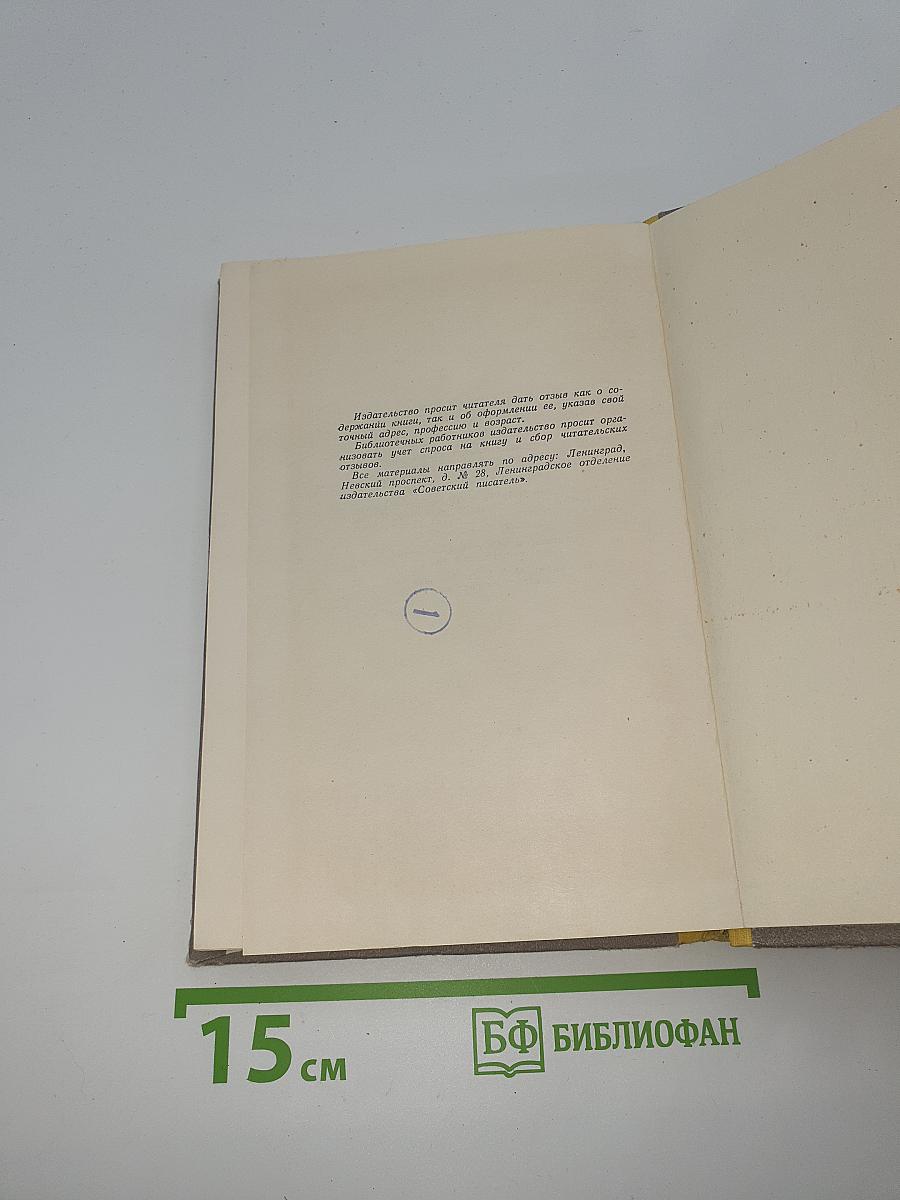 Издательство просит читателя дать отзыв как о со-
держании книги, так и об оформлении ее, указав свой
точный адрес, профессию и возраст.
Библиотечных работников издательство просит орга-
низовать учет спроса на книгу и сбор читательских
отзывов.
Все материалы направлять по адресу: Ленинград,
Невский проспект, д. № 28, Ленинградское отделение
издательства «Советский писатель».
1
15 см
БФ БИБЛИОФАН